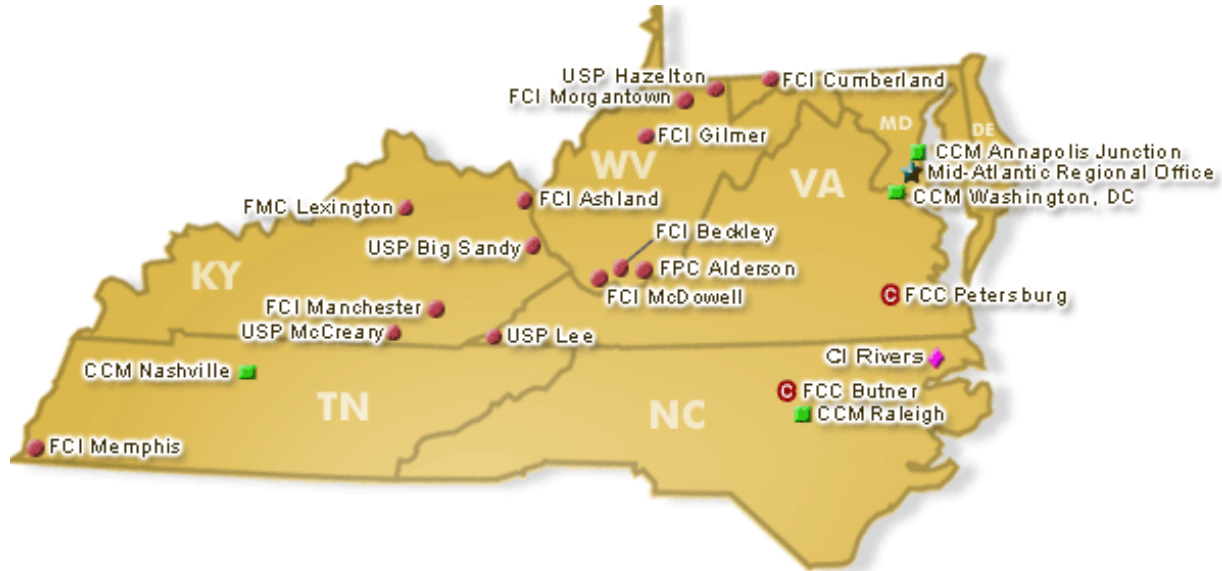 USP Hazelton
FCI Cumberland
FCI Morgantown
MD
DE
FCI Gilmer
CCM Annapolis Junction
WV
Mid-Atlantic Regional Office
VA
CCM Washington, DC
FCI Ashland
FMC Lexington
FCI Beckley
USP Big Sandy
KY
FPC Alderson
FCI McDowell
C FCC Petersburg
FCI Manchester
USP McCreary
USP Lee
CI Rivers
CCM Nashville
C FCC Butner
TN
NC
CCM Raleigh
FCI Memphis